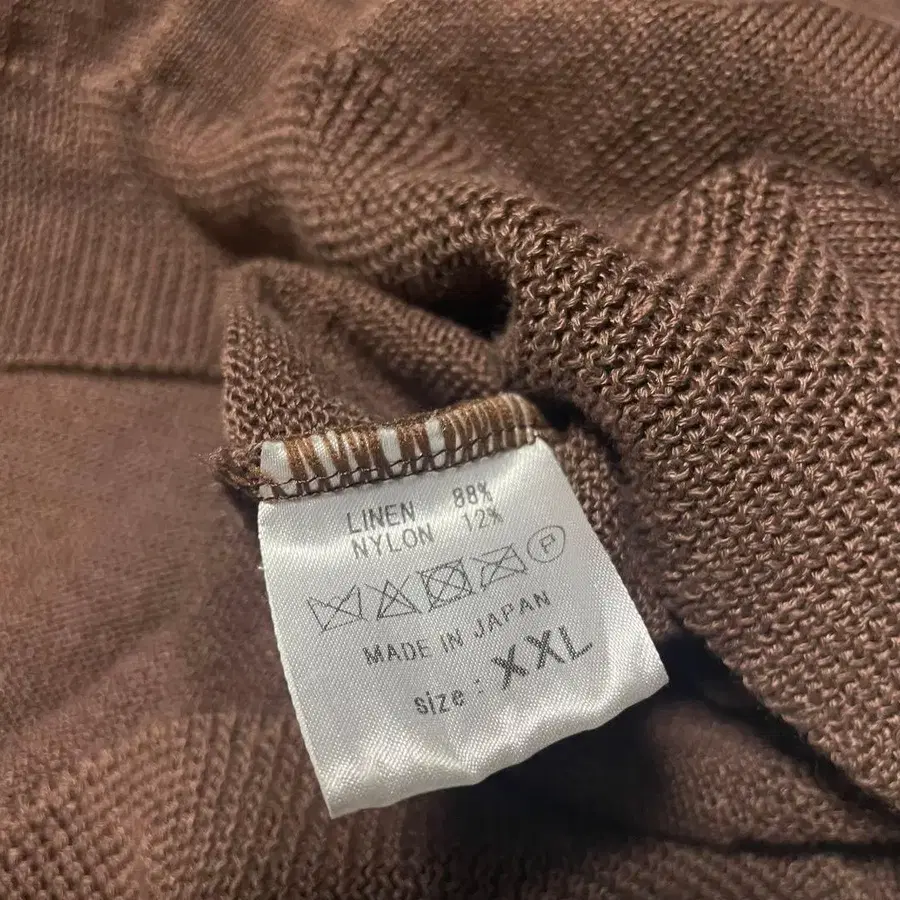 LINEN 88%
NYLON 12%
P
MADE IN JAPAN
size : XXL